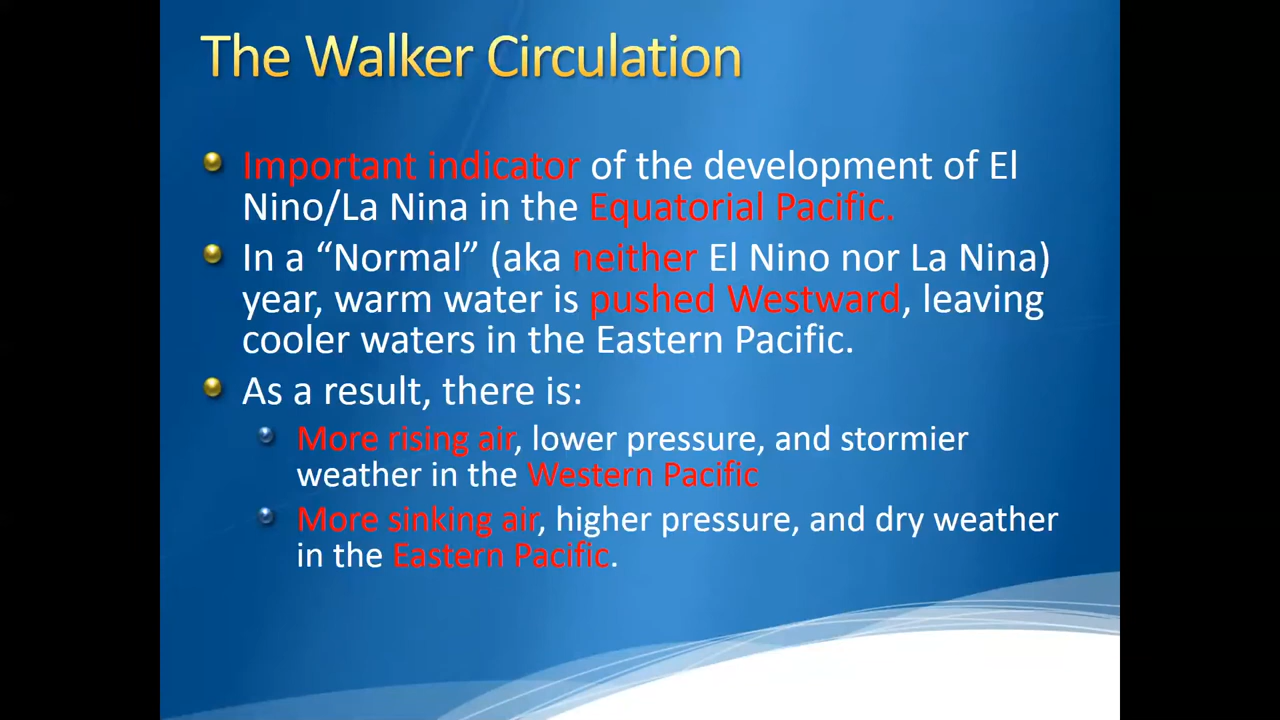 The Walker Circulation
Important indicator of the development of El
Nino/La Nina in the Equatorial Pacific.
In a “Normal” (aka neither El Nino nor La Nina)
year, warm water is pushed Westward, leaving
cooler waters in the Eastern Pacific.
As a result, there is:
More rising air, lower pressure, and stormier
weather in the Western Pacific
More sinking air, higher pressure, and dry weather
in the Eastern Pacific.